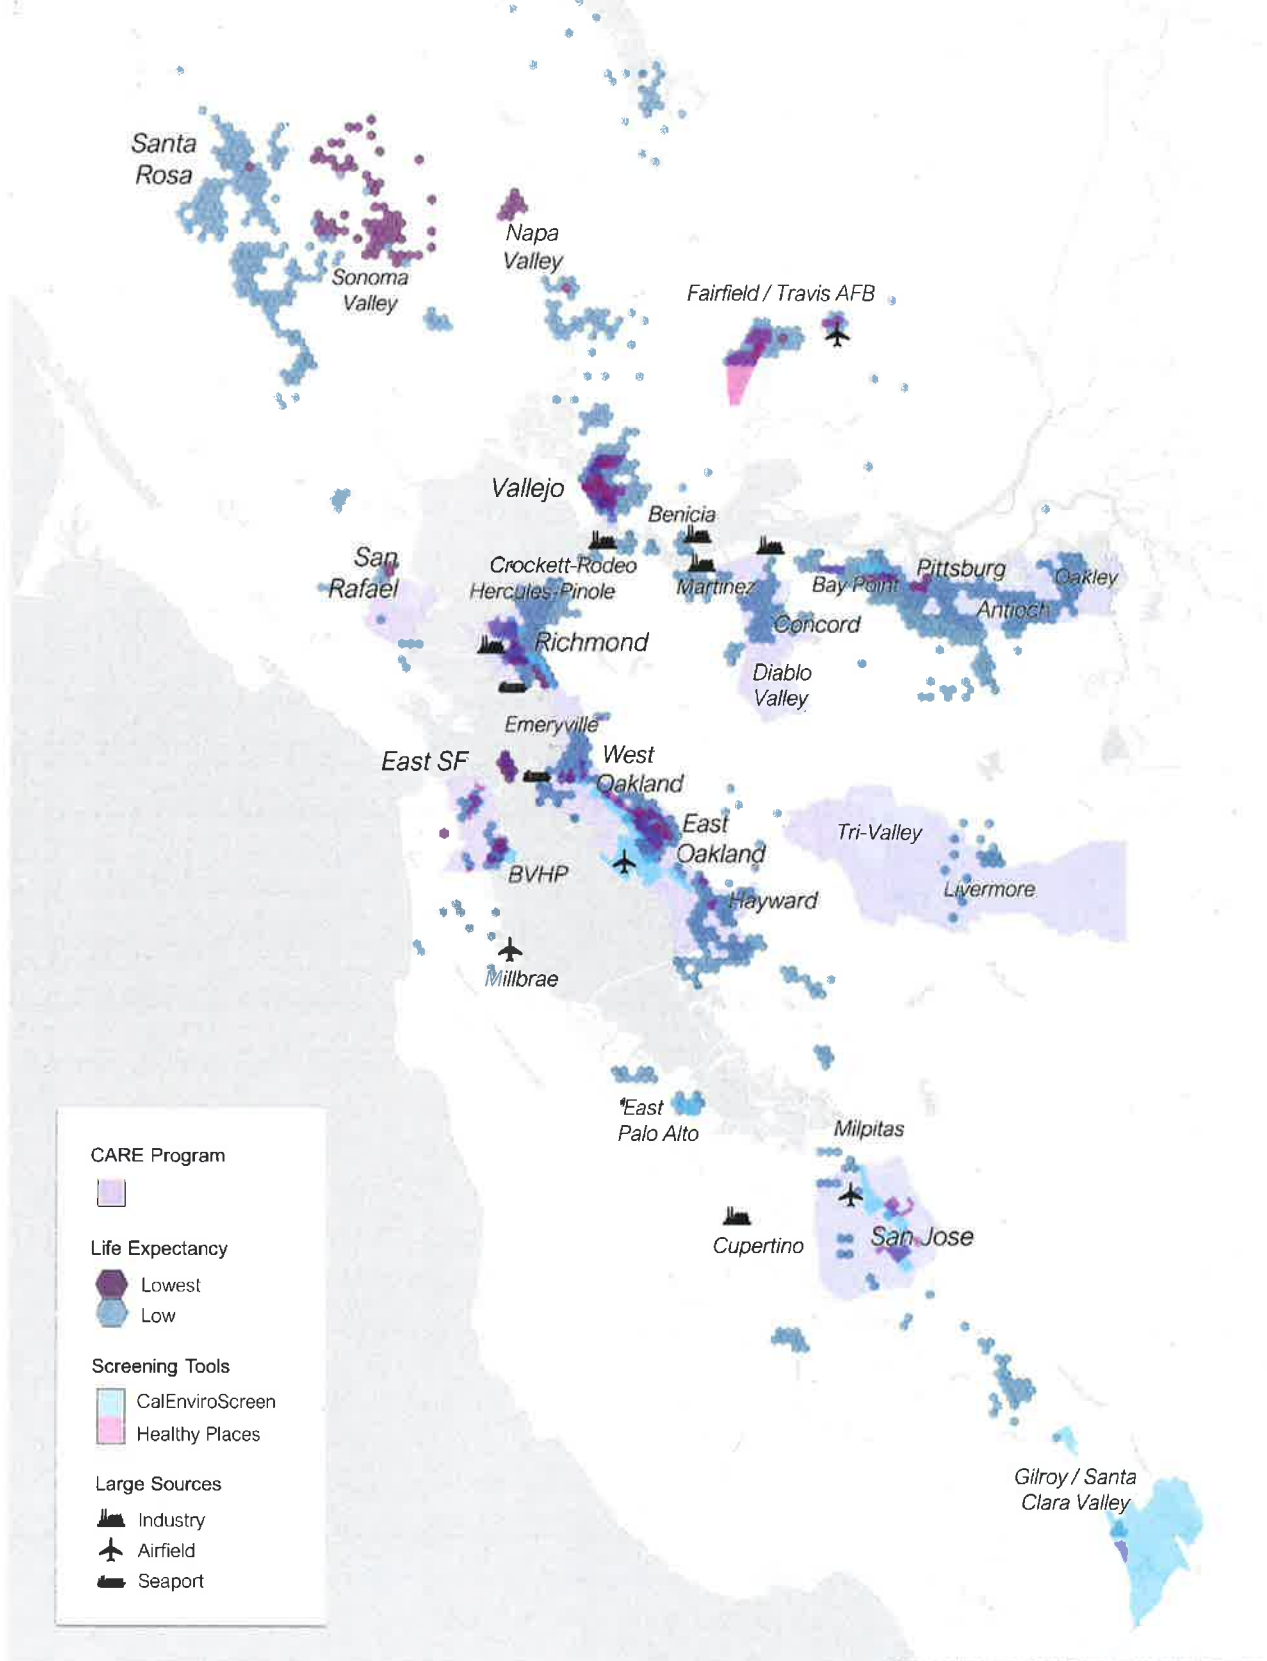 Santa
Rosa
Napa
Valley
Sonoma
Valley
Fairfield / Travis AFB
Vallejo
Benicia
San
Rafael
Crockett-Rodeo
Hercules-Pinole
Martinez
Bay Point
Pittsburg
Oakley
Antioch
Concord
Richmond
Diablo
Valley
Emeryville
East SF
West
Oakland
East
Oakland
Tri-Valley
BVHP
Hayward
Livermore
Millbrae
East
Palo Alto
Milpitas
San Jose
Cupertino
CARE Program
Life Expectancy
Lowest
Low
Screening Tools
CalEnviroScreen
Healthy Places
Large Sources
Industry
Airfield
Seaport
Gilroy / Santa
Clara Valley